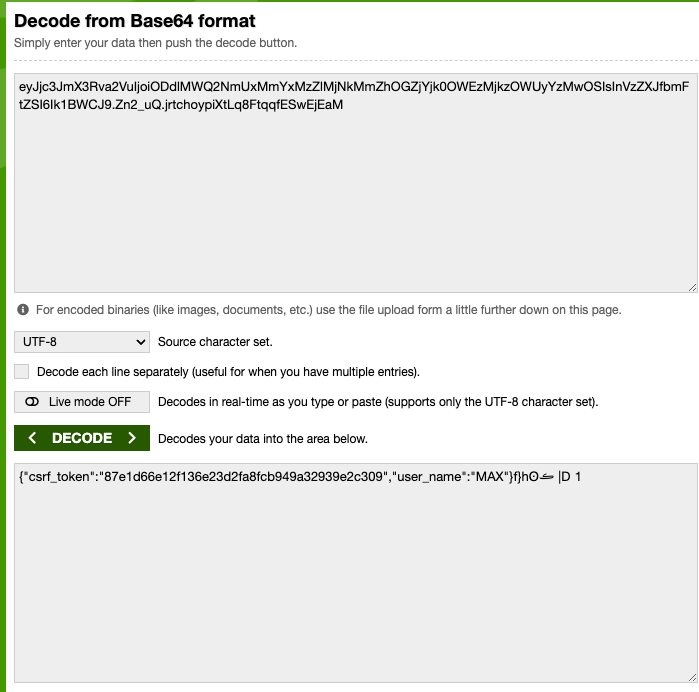 Decode from Base64 format
Simply enter your data then push the decode button.
eyJjc3JmX3Rva2VuIjoiODdlMWQ2NmUxMmYxMzZlMjNkMmZhOGZjYjk0OWEzMjkzOWUyYzMwOSIsInVzZXJfbmF
tZSI6Ik1BWCJ9.Zn2_uQ.jrtchoypiXtLq8FtqqfESwEjEaM
For encoded binaries (like images, documents, etc.) use the file upload form a little further down on this page.
UTF-8 Source character set.
Decode each line separately (useful for when you have multiple entries).
Live mode OFF Decodes in real-time as you type or paste (supports only the UTF-8 character set).
< DECODE > Decodes your data into the area below.
{"csrf_token":"87e1d66e12f136e23d2fa8fcb949a32939e2c309","user_name":"MAX"}f}h |D 1